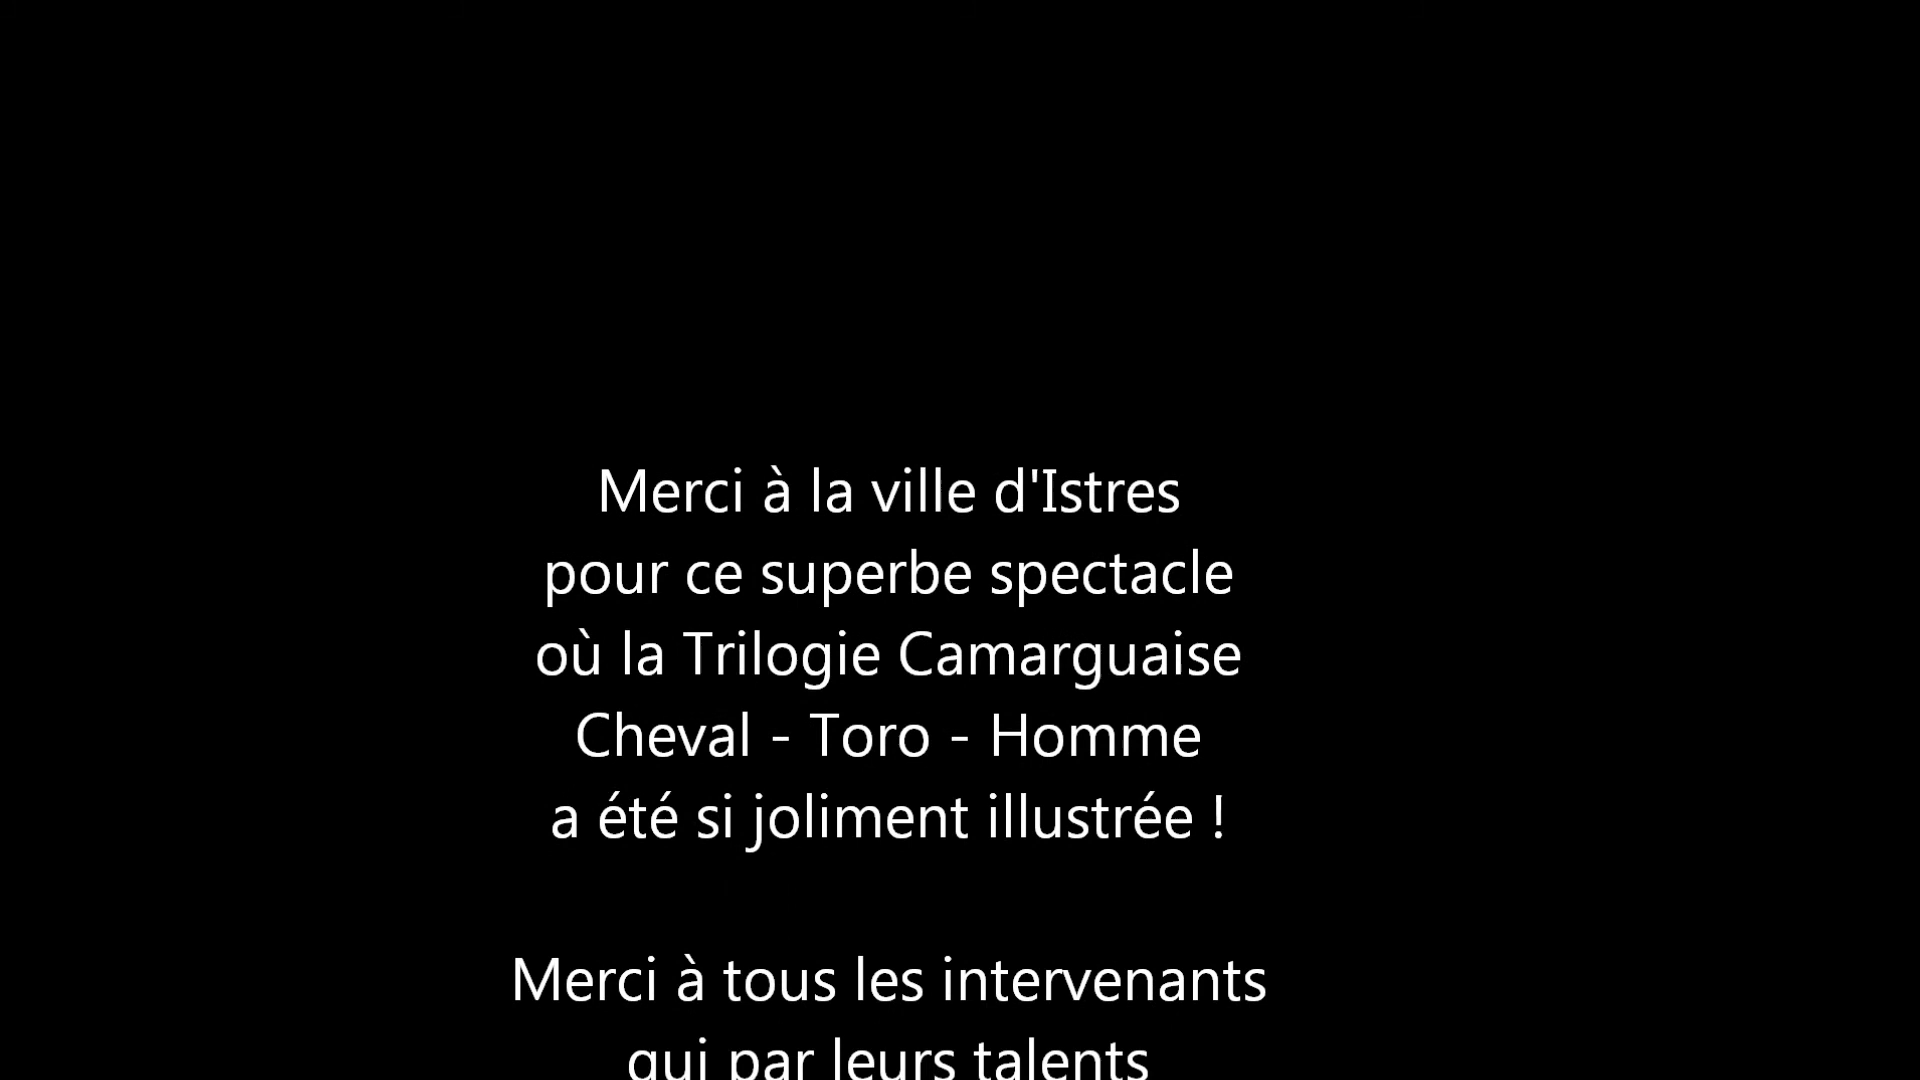 Merci à la ville d'Istres
pour ce superbe spectacle
où la Trilogie Camarguaise
Cheval - Toro - Homme
a été si joliment illustrée !
Merci à tous les intervenants
qui par leurs talents